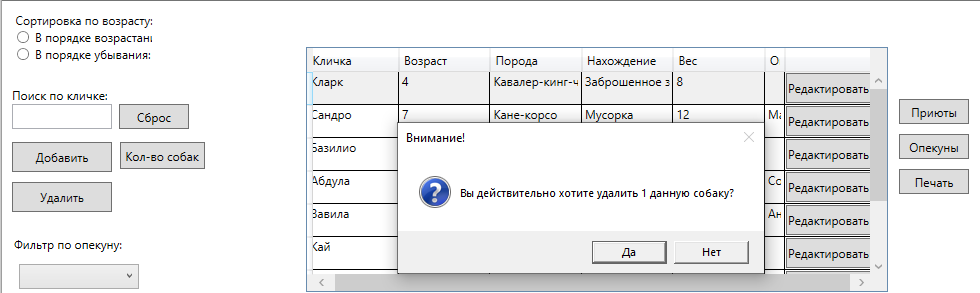 Сортировка по возрасту:
В порядке возрастани
В порядке убывания:
Поиск по кличке:
Сброс
Добавить
Кол-во собак
Удалить
Фильтр по опекуну:
Кличка Возраст Порода Нахождение Вес О
Кларк 4 Кавалер-кинг-ч Заброшенное з 8 Редактировать
Сандро 7 Кане-корсо Мусорка 12 Ма Редактировать
Базилио Редактировать
Абдула Со Редактировать
Вавила Ан Редактировать
Кай Редактировать
Внимание!
Вы действительно хотите удалить 1 данную собаку?
Да Нет
Приюты
Опекуны
Печать